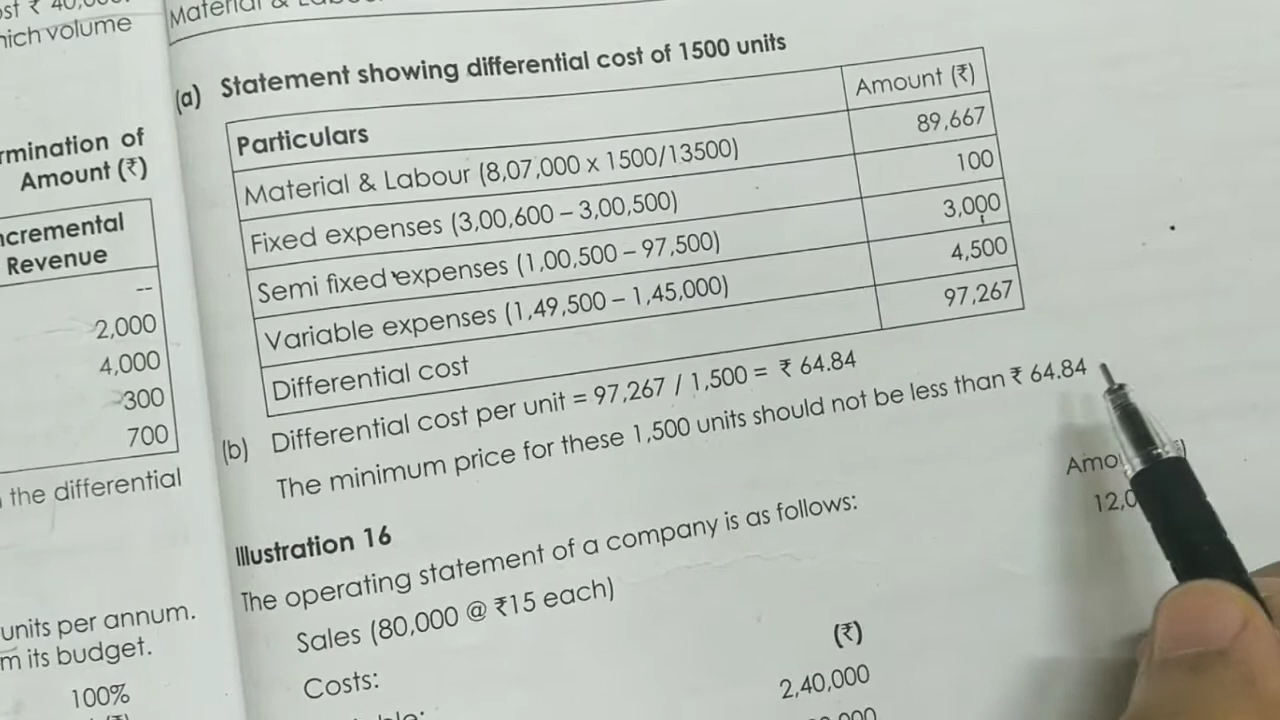 40,000.
which volume
rmination of
Amount (₹)
ncremental
Revenue
--
2,000
4,000
300
700
the differential
units per annum.
m its budget.
100%
(₹)
Material &
(a) Statement showing differential cost of 1500 units
Particulars Amount (₹)
Material & Labour (8,07,000 x 1500/13500) 89,667
Fixed expenses (3,00,600 – 3,00,500) 100
Semi fixed expenses (1,00,500 – 97,500) 3,000
Variable expenses (1,49,500 – 1,45,000) 4,500
Differential cost 97,267
(b) Differential cost per unit = 97,267 / 1,500 = ₹ 64.84
The minimum price for these 1,500 units should not be less than ₹ 64.84
Illustration 16
The operating statement of a company is as follows:
Sales (80,000 @ ₹15 each) 12,0
Costs: (₹)
2,40,000